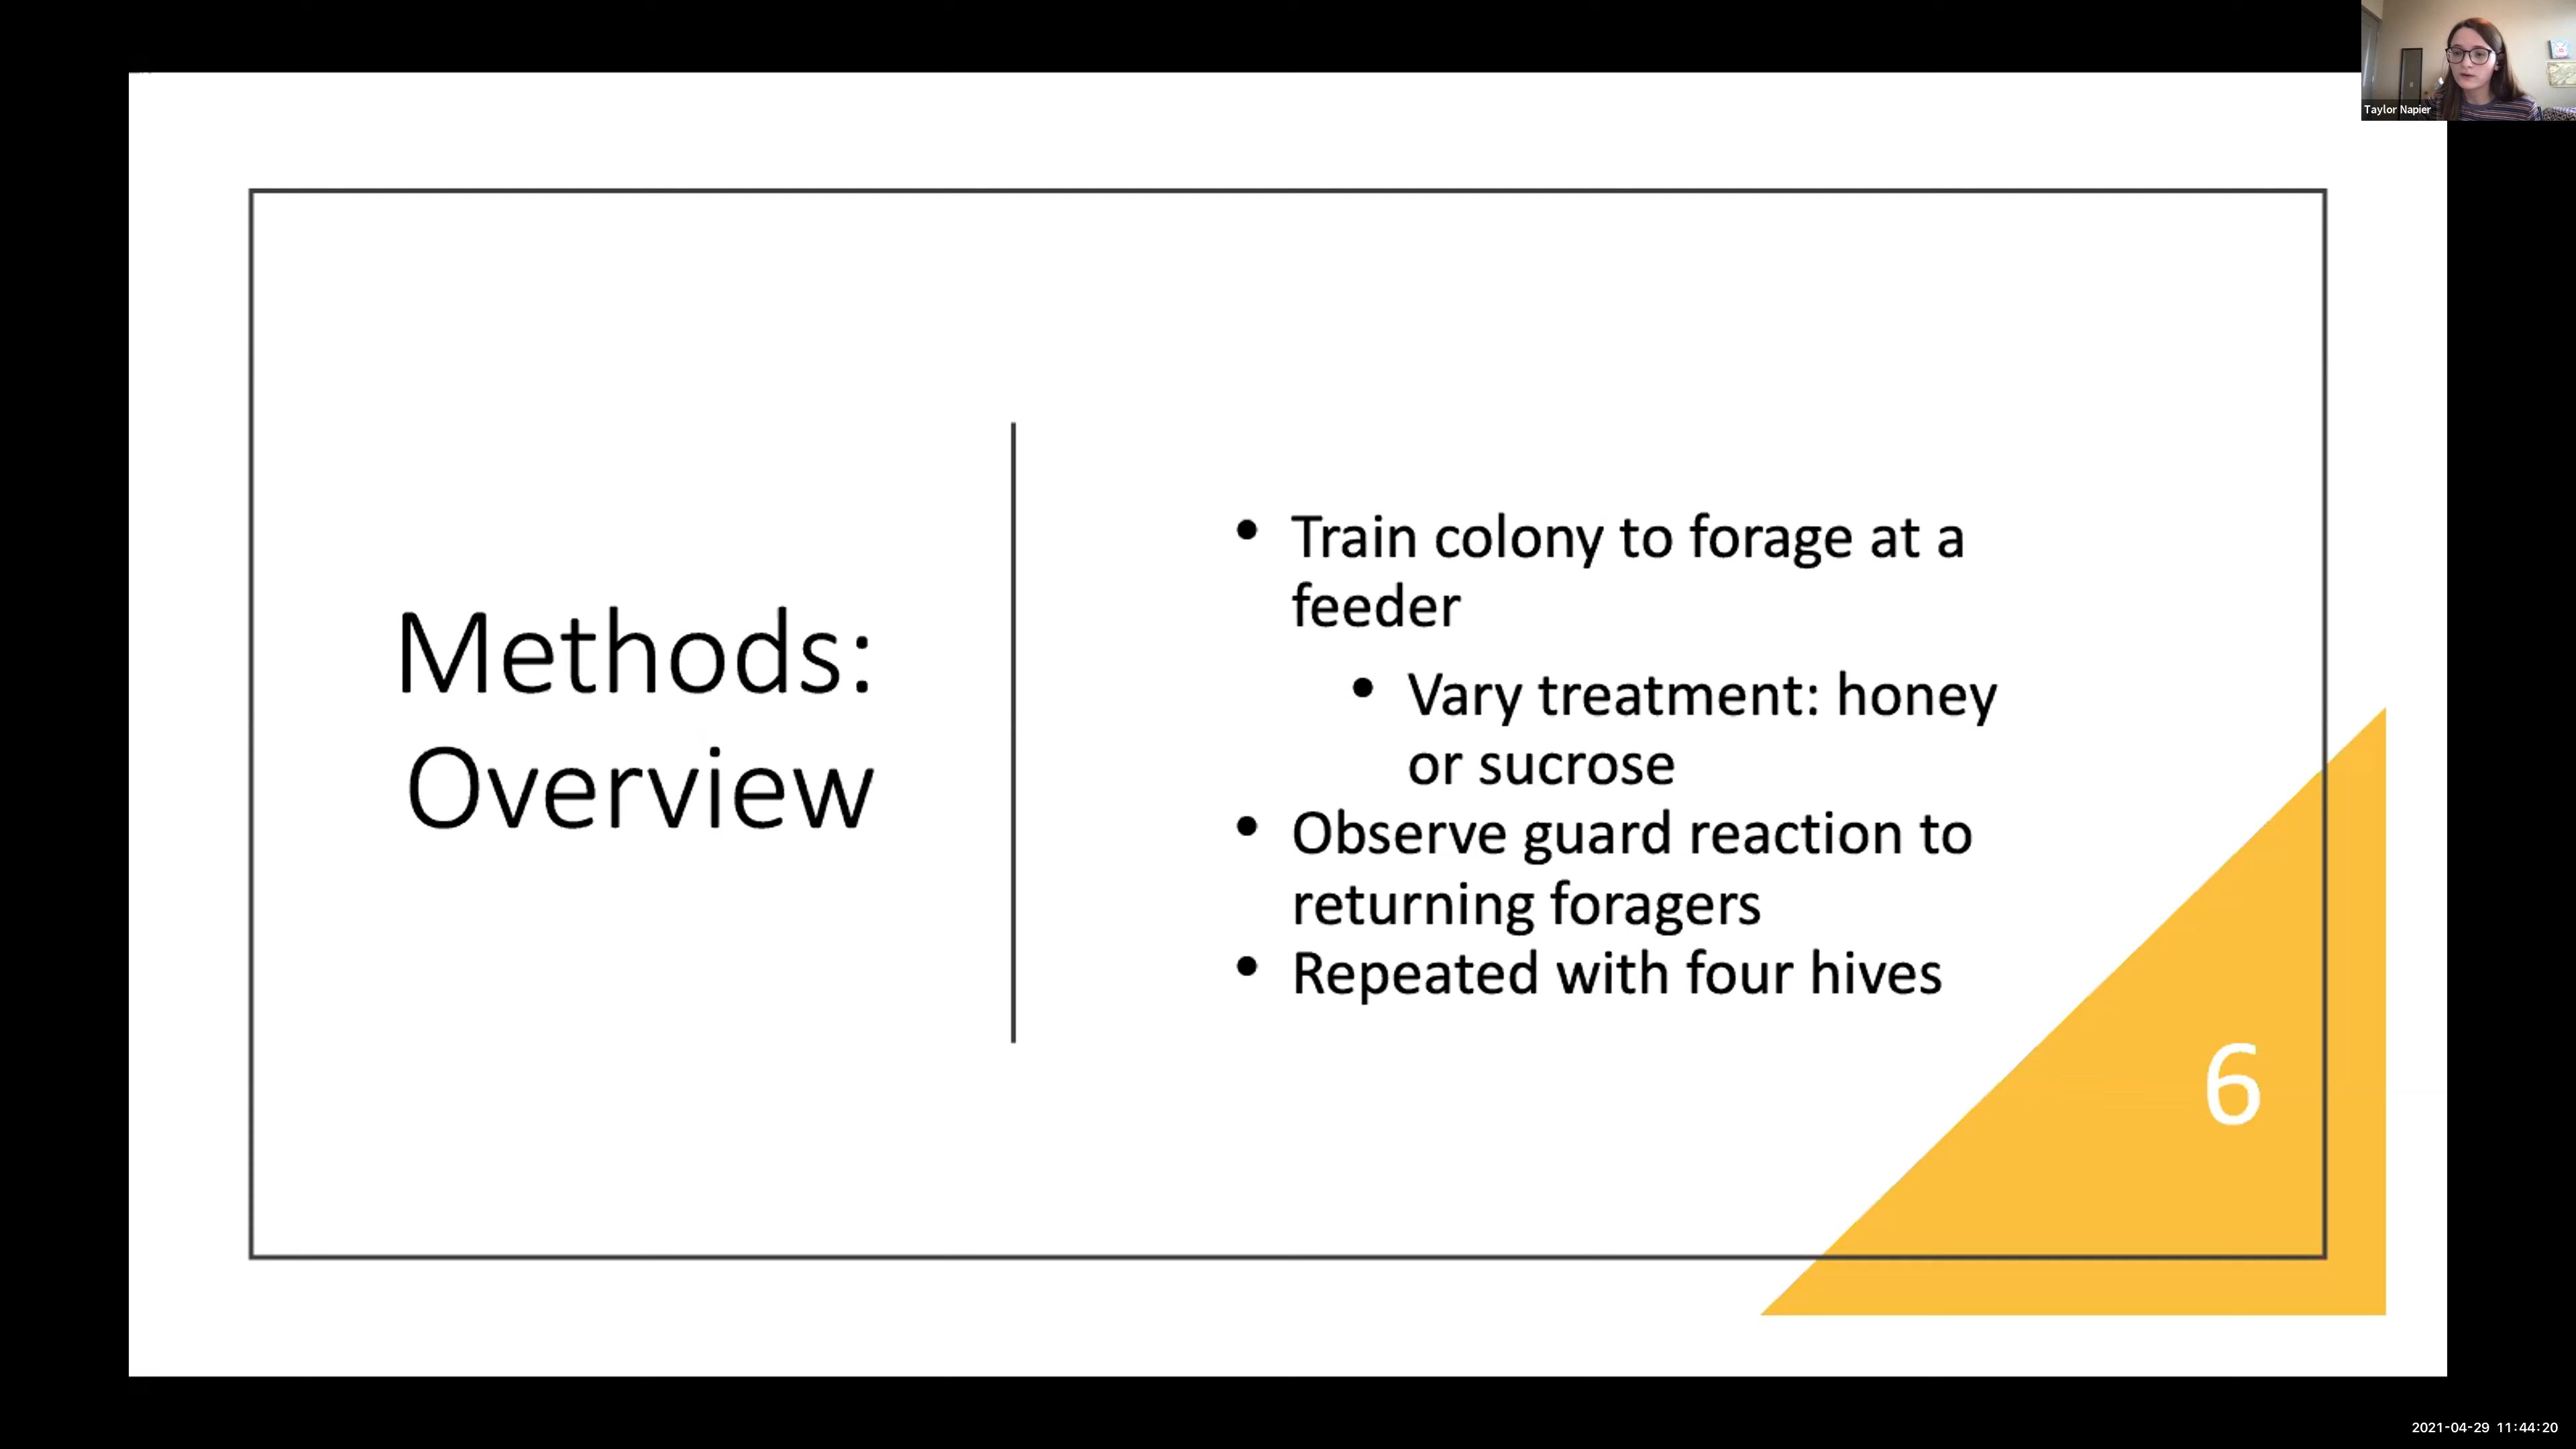 Taylor Napier
Methods:
Overview
• Train colony to forage at a
feeder
• Vary treatment: honey
or sucrose
• Observe guard reaction to
returning foragers
• Repeated with four hives
6
2021-04-29 11:44:20